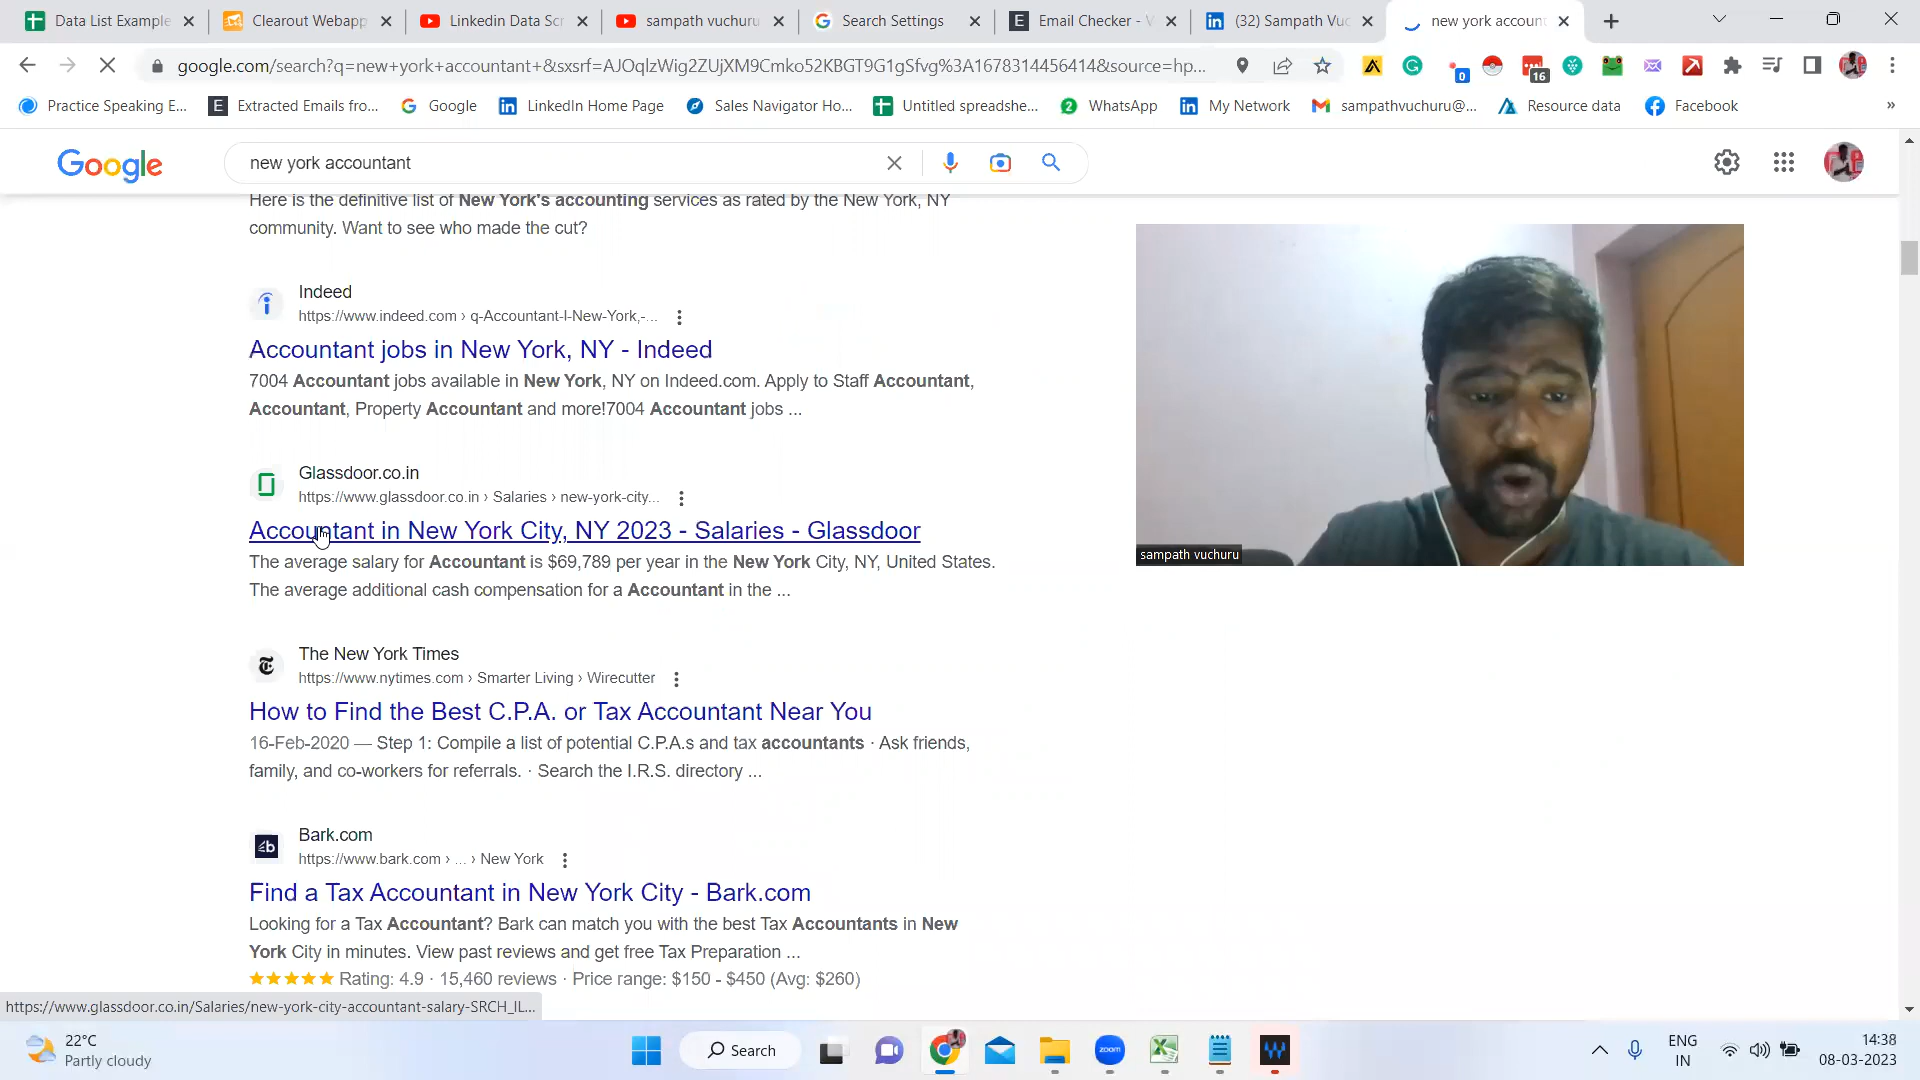 Data List Example
Clearout Webapp
Linkedin Data Scr
sampath vuchuru
Search Settings
Email Checker - V
(32) Sampath Vuc
new york account
google.com/search?q=new+york+accountant+&sxsrf=AJOqlzWig2ZUjXM9Cmko52KBGT9G1gSfvg%3A1678314456414&source=hp...
0
16
Practice Speaking E...
Extracted Emails fro...
Google
LinkedIn Home Page
Sales Navigator Ho...
Untitled spreadshe...
2
WhatsApp
My Network
sampathvuchuru@...
Resource data
Facebook
»
Google
new york accountant
Here is the definitive list of New York's accounting services as rated by the New York, NY
community. Want to see who made the cut?
Indeed
https://www.indeed.com › q-Accountant-l-New-York,-...
Accountant jobs in New York, NY - Indeed
7004 Accountant jobs available in New York, NY on Indeed.com. Apply to Staff Accountant,
Accountant, Property Accountant and more!7004 Accountant jobs ...
Glassdoor.co.in
https://www.glassdoor.co.in › Salaries › new-york-city...
Accountant in New York City, NY 2023 - Salaries - Glassdoor
The average salary for Accountant is $69,789 per year in the New York City, NY, United States.
The average additional cash compensation for a Accountant in the ...
The New York Times
https://www.nytimes.com › Smarter Living › Wirecutter
How to Find the Best C.P.A. or Tax Accountant Near You
16-Feb-2020 — Step 1: Compile a list of potential C.P.A.s and tax accountants · Ask friends,
family, and co-workers for referrals. · Search the I.R.S. directory ...
Bark.com
https://www.bark.com › ... › New York
Find a Tax Accountant in New York City - Bark.com
Looking for a Tax Accountant? Bark can match you with the best Tax Accountants in New
York City in minutes. View past reviews and get free Tax Preparation ...
Rating: 4.9 · 15,460 reviews · Price range: $150 - $450 (Avg: $260)
sampath vuchuru
https://www.glassdoor.co.in/Salaries/new-york-city-accountant-salary-SRCH_IL...
22°C
Partly cloudy
Search
zoom
ENG
IN
14:38
08-03-2023